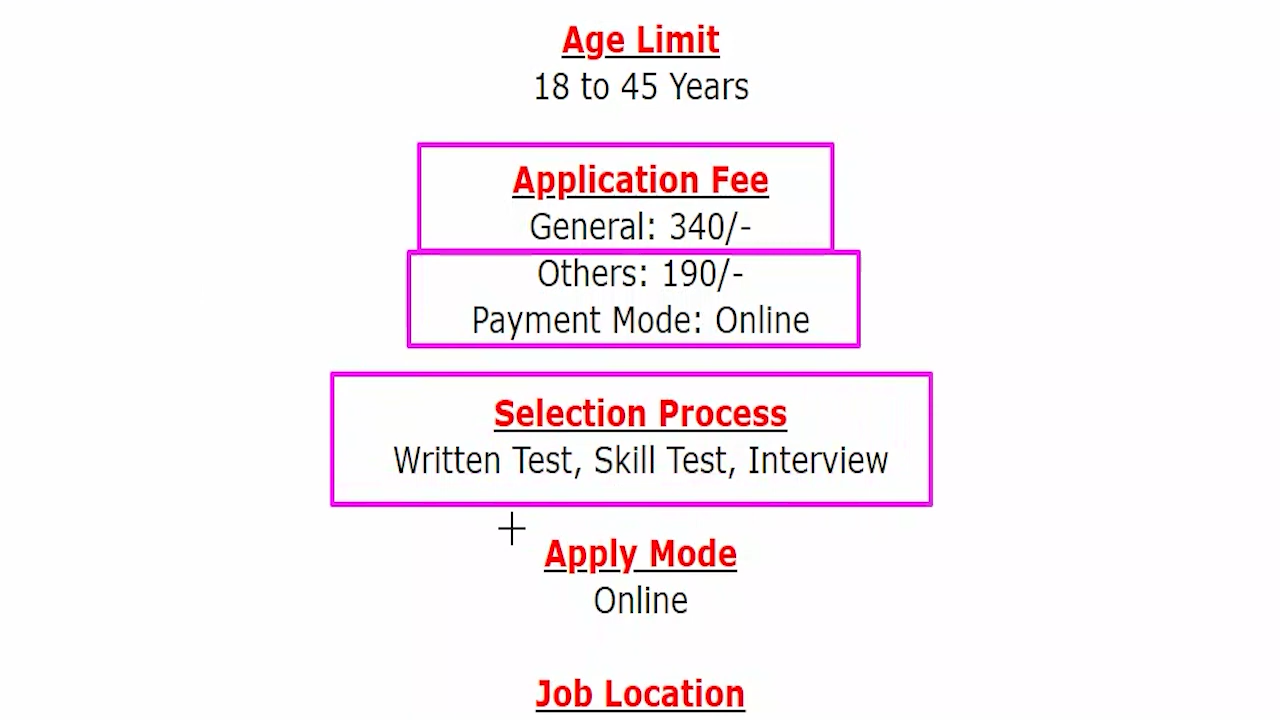 Age Limit
18 to 45 Years
Application Fee
General: 340/-
Others: 190/-
Payment Mode: Online
Selection Process
Written Test, Skill Test, Interview
Apply Mode
Online
Job Location